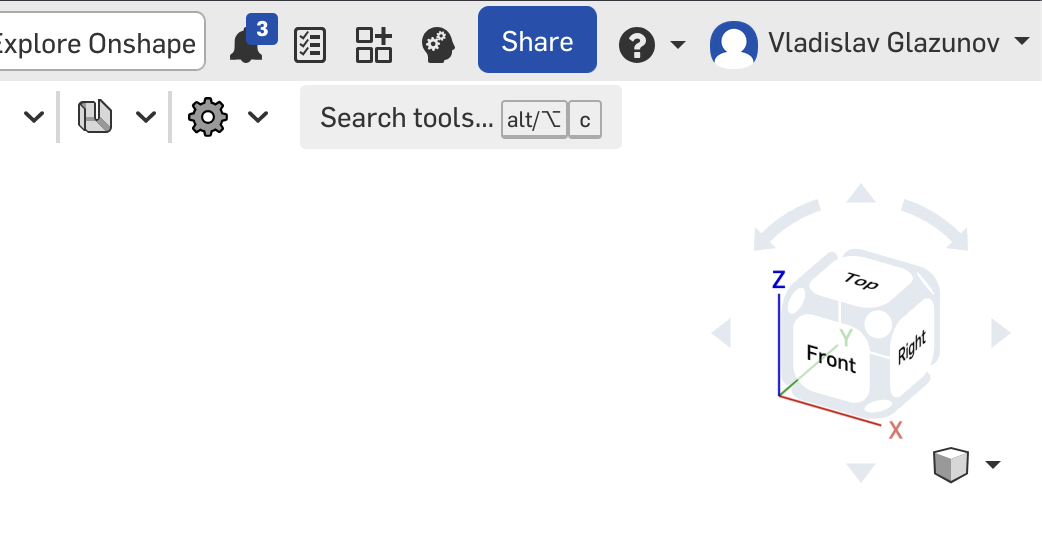 Explore Onshape
3
Share
?
Vladislav Glazunov
Search tools... alt/⌥ c
Z
Top
Y
Front
Right
X